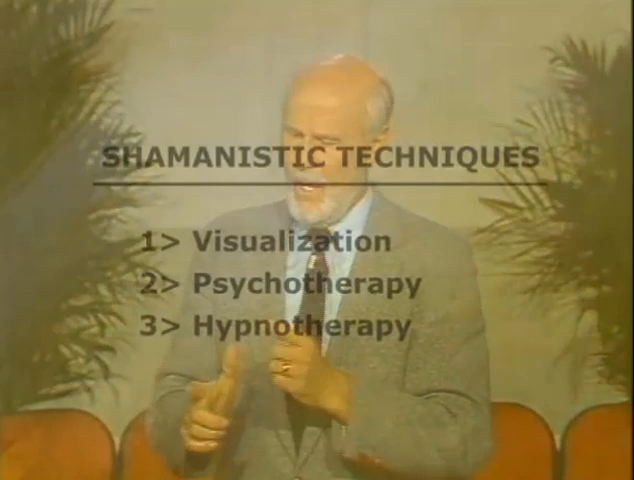 SHAMANISTIC TECHNIQUES
1> Visualization
2> Psychotherapy
3> Hypnotherapy